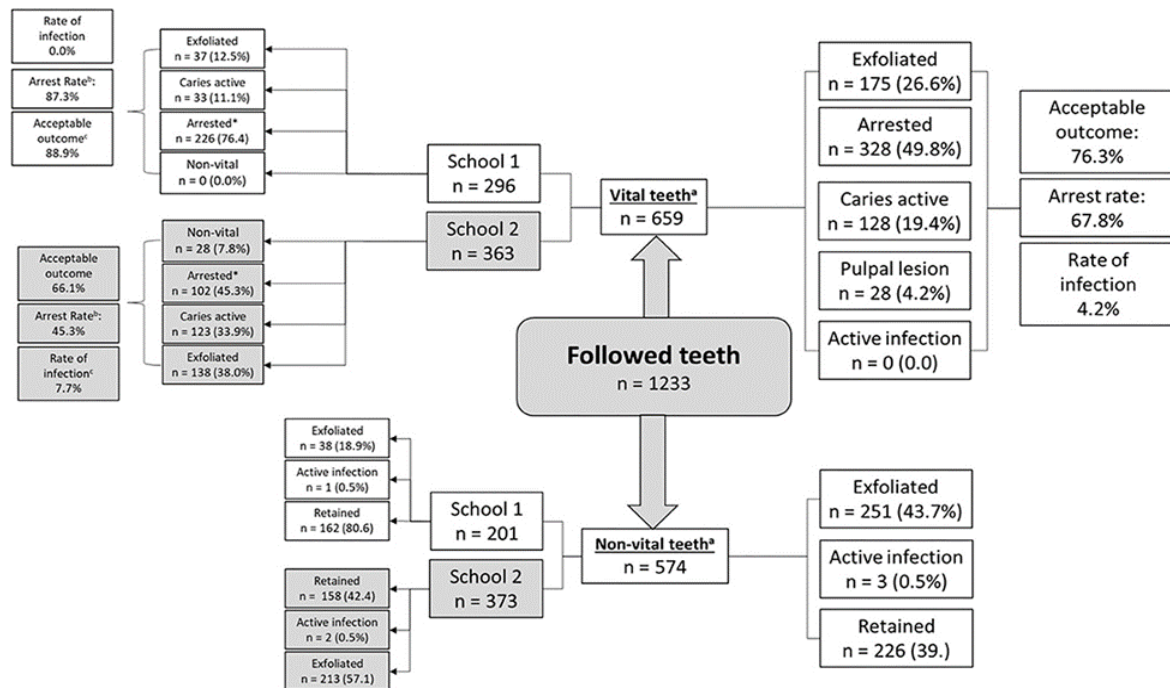 Rate of
infection
0.0%
Arrest Rateᵇ:
87.3%
Acceptable
outcomeᶜ
88.9%
Exfoliated
n = 37 (12.5%)
Caries active
n = 33 (11.1%)
Arrested*
n = 226 (76.4)
Non-vital
n = 0 (0.0%)
School 1
n = 296
School 2
n = 363
Non-vital
n = 28 (7.8%)
Arrested*
n = 102 (45.3%)
Caries active
n = 123 (33.9%)
Exfoliated
n = 138 (38.0%)
Acceptable
outcome
66.1%
Arrest Rateᵇ:
45.3%
Rate of
infectionᶜ
7.7%
Vital teethᵃ
n = 659
Exfoliated
n = 175 (26.6%)
Arrested
n = 328 (49.8%)
Caries active
n = 128 (19.4%)
Pulpal lesion
n = 28 (4.2%)
Active infection
n = 0 (0.0)
Acceptable
outcome:
76.3%
Arrest rate:
67.8%
Rate of
infection
4.2%
Followed teeth
n = 1233
Exfoliated
n = 38 (18.9%)
Active infection
n = 1 (0.5%)
Retained
n = 162 (80.6)
School 1
n = 201
School 2
n = 373
Retained
n = 158 (42.4)
Active infection
n = 2 (0.5%)
Exfoliated
n = 213 (57.1)
Non-vital teethᵃ
n = 574
Exfoliated
n = 251 (43.7%)
Active infection
n = 3 (0.5%)
Retained
n = 226 (39.)